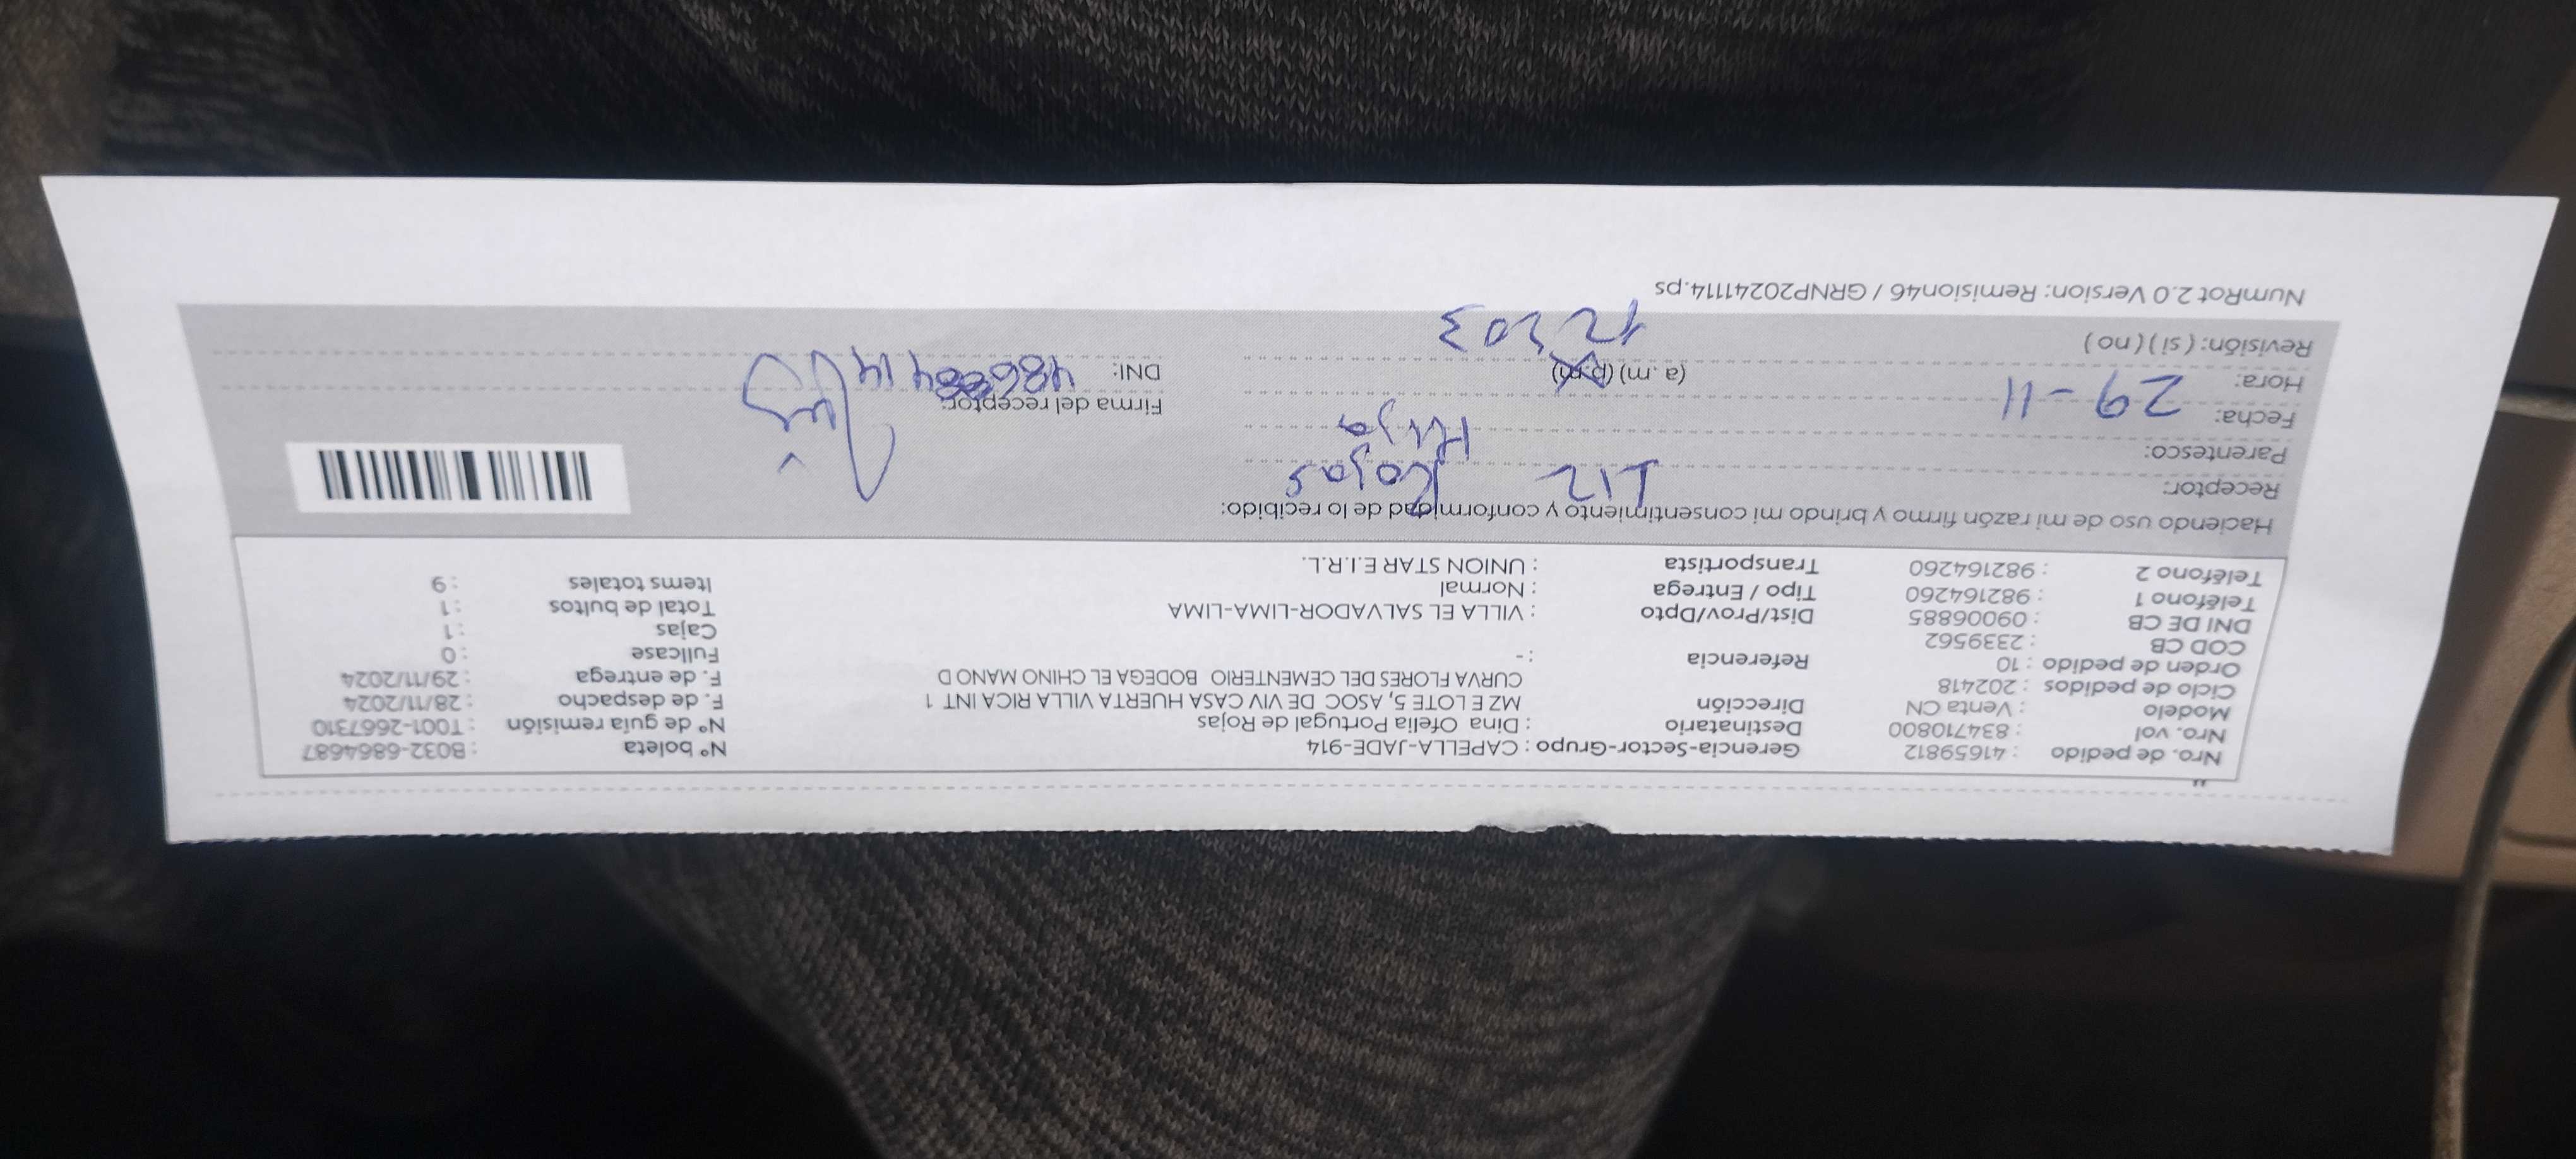 Nro. de pedido : 41659812 Gerencia-Sector-Grupo : CAPELLA-JADE-914 N° boleta : B032-6864687
Nro. vol : 834710800 Destinatario : Dina Ofelia Portugal de Rojas N° de guía remisión : T001-2667310
Modelo : Venta CN Dirección MZ E LOTE 5, ASOC DE VIV CASA HUERTA VILLA RICA INT 1 F. de despacho : 28/11/2024
Ciclo de pedidos : 202418 CURVA FLORES DEL CEMENTERIO BODEGA EL CHINO MANO D F. de entrega : 29/11/2024
Orden de pedido : 10 Referencia : - Fullcase : 0
COD CB : 2339562 Cajas : 1
DNI DE CB : 09006885 Dist/Prov/Dpto : VILLA EL SALVADOR-LIMA-LIMA Total de bultos : 1
Teléfono 1 : 982164260 Tipo / Entrega : Normal Items totales : 9
Teléfono 2 : 982164260 Transportista : UNION STAR E.I.R.L.
Haciendo uso de mi razón firmo y brindo mi consentimiento y conformidad de lo recibido:
Receptor: Liz Rojas
Parentesco: Hija
Fecha: 29-11 Firma del receptor:
Hora: (a.m) (p.m) DNI:
Revisión: ( si ) ( no )
NumRot 2.0 Version: Remision46 / GRNP20241114.ps